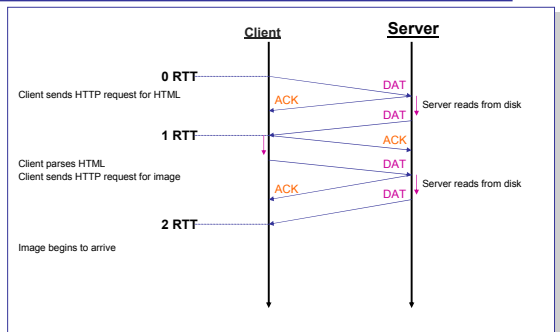 Client
Server
0 RTT
DAT
Client sends HTTP request for HTML
ACK
Server reads from disk
DAT
1 RTT
ACK
Client parses HTML
DAT
Client sends HTTP request for image
Server reads from disk
ACK
DAT
2 RTT
Image begins to arrive